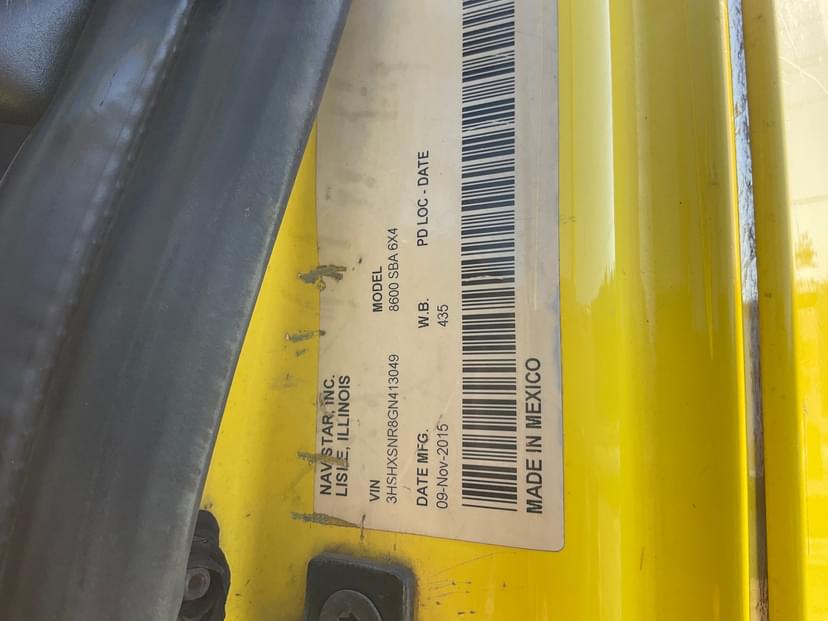 NAVISTAR, INC.
LISLE, ILLINOIS
VIN
3HSHXSNR8GN413049
MODEL
8600 SBA 6X4
DATE MFG.
W.B.
PD LOC - DATE
09-Nov-2015
435
MADE IN MEXICO